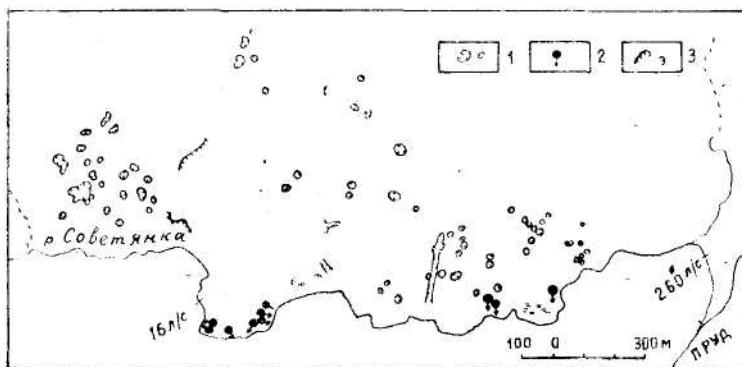 1 2 3
р. Советянка
16 л/с
260 л/с
ПРУД
100 0 300 м